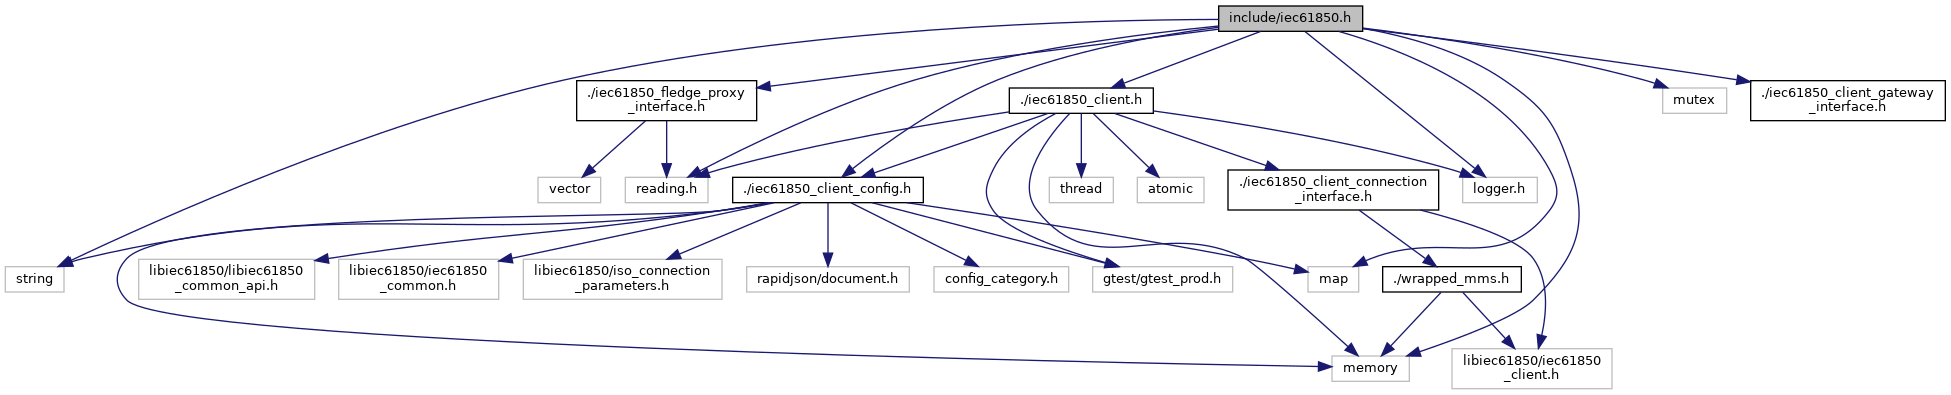 include/iec61850.h
./iec61850_fledge_proxy
_interface.h
./iec61850_client.h
mutex
./iec61850_client_gateway
_interface.h
vector
reading.h
./iec61850_client_config.h
thread
atomic
./iec61850_client_connection
_interface.h
logger.h
string
libiec61850/libiec61850
_common_api.h
libiec61850/iec61850
_common.h
libiec61850/iso_connection
_parameters.h
rapidjson/document.h
config_category.h
gtest/gtest_prod.h
map
./wrapped_mms.h
memory
libiec61850/iec61850
_client.h